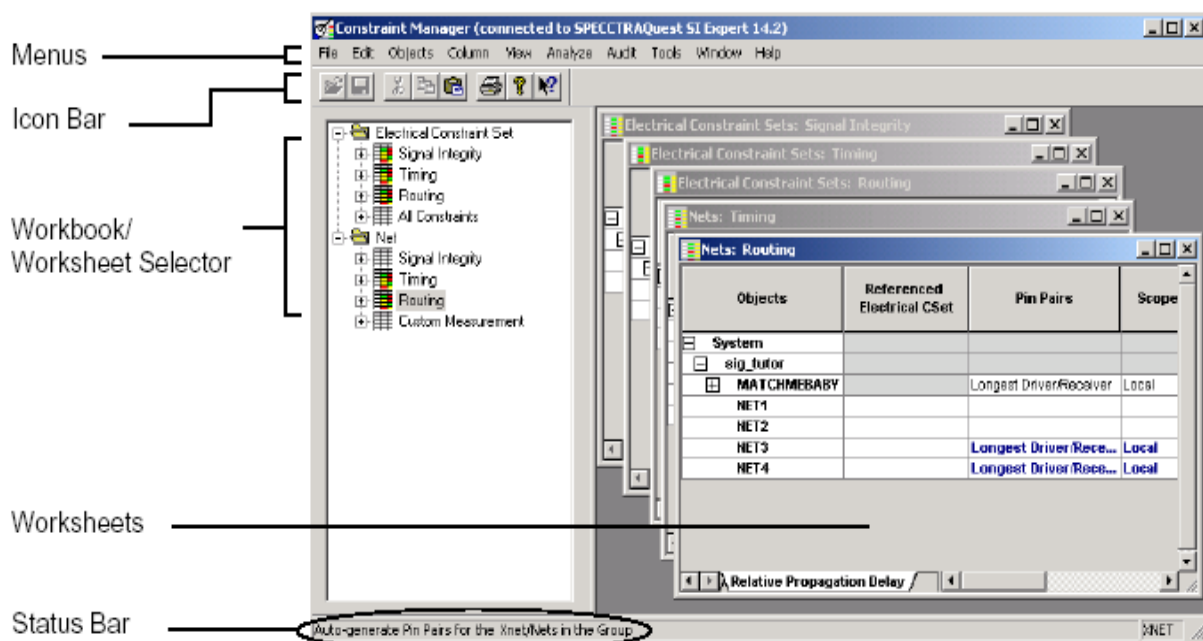 Constraint Manager (connected to SPECCTRAQuest SI Expert 14.2)
Menus
File Edit Objects Column View Analyze Audit Tools Window Help
Icon Bar
Workbook/
Worksheet Selector
Electrical Constraint Set
Signal Integrity
Timing
Routing
All Constraints
Net
Signal Integrity
Timing
Routing
Custom Measurement
Electrical Constraint Sets: Signal Integrity
Electrical Constraint Sets: Timing
Electrical Constraint Sets: Routing
Nets: Timing
Nets: Routing
Objects Referenced Electrical CSet Pin Pairs Scope
System
sig_tutor
MATCHMEBABY Longest Driver/Receiver Local
NET1
NET2
NET3 Longest Driver/Rece... Local
NET4 Longest Driver/Rece... Local
Worksheets
Relative Propagation Delay
Status Bar
Auto-generate Pin Pairs for the Xnet/Nets in the Group
XNET